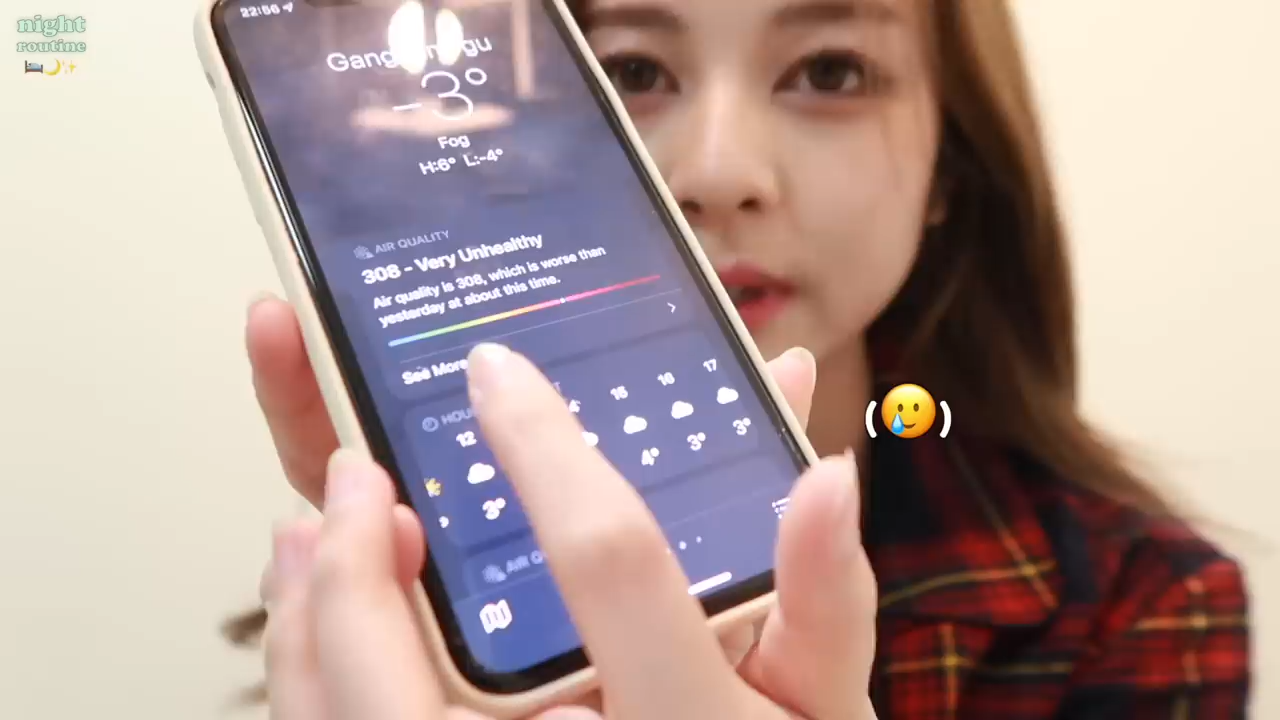 night
routine
22:56
-3°
Fog
H:6° L:-4°
AIR QUALITY
308 - Very Unhealthy
Air quality is 308, which is worse than
yesterday at about this time.
See More
12 15 16 17
3° 4° 3° 3°